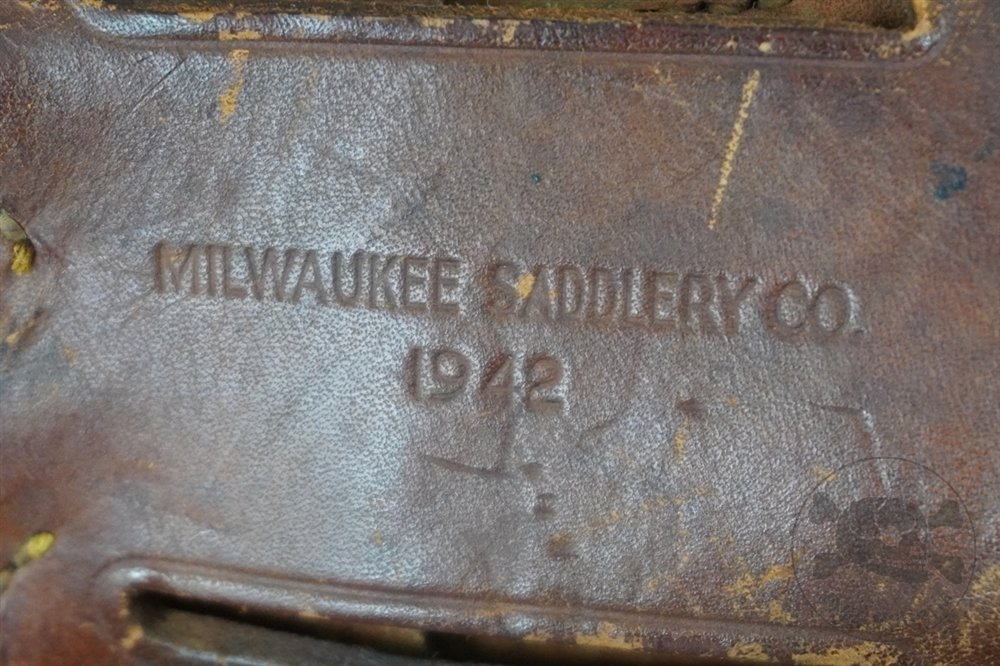 MILWAUKEE SADDLERY CO.
1942